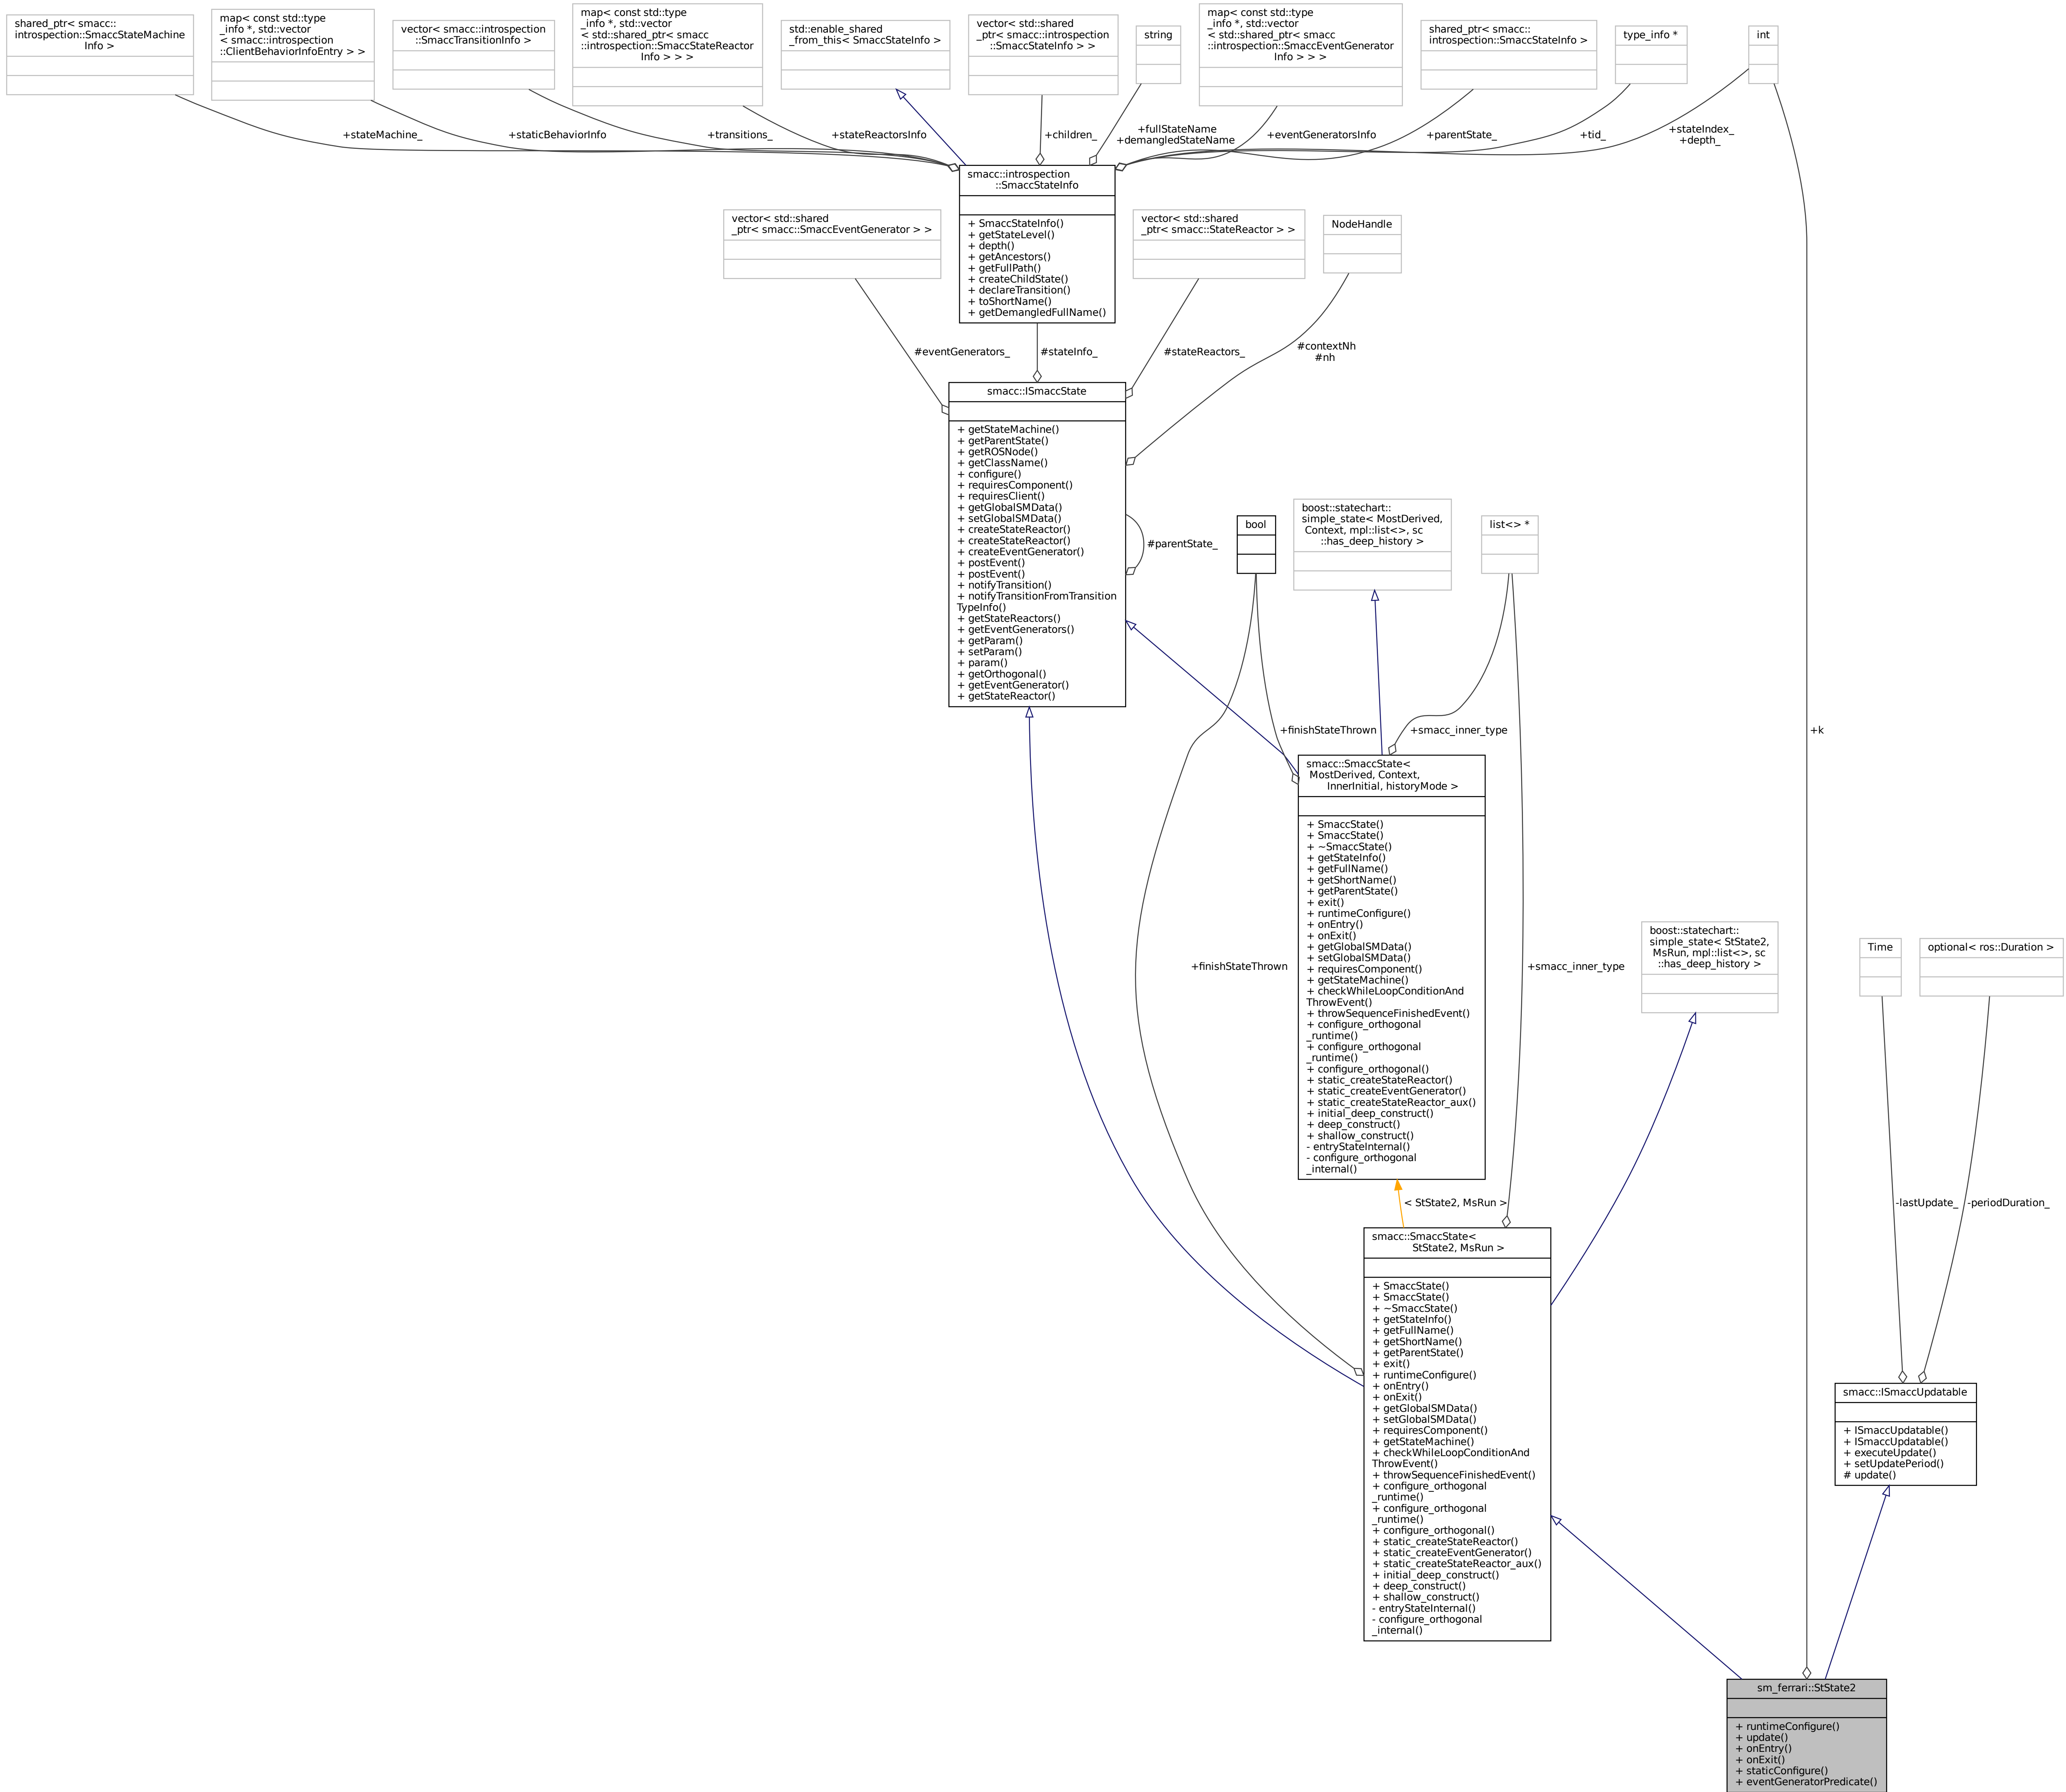 shared_ptr< smacc::
introspection::SmaccStateMachine
Info >
map< const std::type
_info *, std::vector
< smacc::introspection
::ClientBehaviorInfoEntry > >
vector< smacc::introspection
::SmaccTransitionInfo >
map< const std::type
_info *, std::vector
< std::shared_ptr< smacc
::introspection::SmaccStateReactor
Info > > >
std::enable_shared
_from_this< SmaccStateInfo >
vector< std::shared
_ptr< smacc::introspection
::SmaccStateInfo > >
string
map< const std::type
_info *, std::vector
< std::shared_ptr< smacc
::introspection::SmaccEventGenerator
Info > > >
shared_ptr< smacc::
introspection::SmaccStateInfo >
type_info *
int
+stateMachine_
+staticBehaviorInfo
+transitions_
+stateReactorsInfo
+children_
+fullStateName
+demangledStateName
+eventGeneratorsInfo
+parentState_
+tid_
+stateIndex_
+depth_
smacc::introspection
::SmaccStateInfo
+ SmaccStateInfo()
+ getStateLevel()
+ depth()
+ getAncestors()
+ getFullPath()
+ createChildState()
+ declareTransition()
+ toShortName()
+ getDemangledFullName()
vector< std::shared
_ptr< smacc::SmaccEventGenerator > >
vector< std::shared
_ptr< smacc::StateReactor > >
NodeHandle
#eventGenerators_
#stateInfo_
#stateReactors_
#contextNh
#nh
smacc::ISmaccState
+ getStateMachine()
+ getParentState()
+ getROSNode()
+ getClassName()
+ configure()
+ requiresComponent()
+ requiresClient()
+ getGlobalSMData()
+ setGlobalSMData()
+ createStateReactor()
+ createStateReactor()
+ createEventGenerator()
+ postEvent()
+ postEvent()
+ notifyTransition()
+ notifyTransitionFromTransition
TypeInfo()
+ getStateReactors()
+ getEventGenerators()
+ getParam()
+ setParam()
+ param()
+ getOrthogonal()
+ getEventGenerator()
+ getStateReactor()
#parentState_
bool
boost::statechart::
simple_state< MostDerived,
Context, mpl::list<>, sc
::has_deep_history >
list<> *
+finishStateThrown
+smacc_inner_type
+k
smacc::SmaccState<
MostDerived, Context,
InnerInitial, historyMode >
+ SmaccState()
+ SmaccState()
+ ~SmaccState()
+ getStateInfo()
+ getFullName()
+ getShortName()
+ getParentState()
+ exit()
+ runtimeConfigure()
+ onEntry()
+ onExit()
+ getGlobalSMData()
+ setGlobalSMData()
+ requiresComponent()
+ getStateMachine()
+ checkWhileLoopConditionAnd
ThrowEvent()
+ throwSequenceFinishedEvent()
+ configure_orthogonal
_runtime()
+ configure_orthogonal
_runtime()
+ configure_orthogonal()
+ static_createStateReactor()
+ static_createEventGenerator()
+ static_createStateReactor_aux()
+ initial_deep_construct()
+ deep_construct()
+ shallow_construct()
- entryStateInternal()
- configure_orthogonal
_internal()
+finishStateThrown
+smacc_inner_type
boost::statechart::
simple_state< StState2,
MsRun, mpl::list<>, sc
::has_deep_history >
Time
optional< ros::Duration >
< StState2, MsRun >
-lastUpdate_
-periodDuration_
smacc::SmaccState<
StState2, MsRun >
+ SmaccState()
+ SmaccState()
+ ~SmaccState()
+ getStateInfo()
+ getFullName()
+ getShortName()
+ getParentState()
+ exit()
+ runtimeConfigure()
+ onEntry()
+ onExit()
+ getGlobalSMData()
+ setGlobalSMData()
+ requiresComponent()
+ getStateMachine()
+ checkWhileLoopConditionAnd
ThrowEvent()
+ throwSequenceFinishedEvent()
+ configure_orthogonal
_runtime()
+ configure_orthogonal
_runtime()
+ configure_orthogonal()
+ static_createStateReactor()
+ static_createEventGenerator()
+ static_createStateReactor_aux()
+ initial_deep_construct()
+ deep_construct()
+ shallow_construct()
- entryStateInternal()
- configure_orthogonal
_internal()
smacc::ISmaccUpdatable
+ ISmaccUpdatable()
+ ISmaccUpdatable()
+ executeUpdate()
+ setUpdatePeriod()
# update()
sm_ferrari::StState2
+ runtimeConfigure()
+ update()
+ onEntry()
+ onExit()
+ staticConfigure()
+ eventGeneratorPredicate()